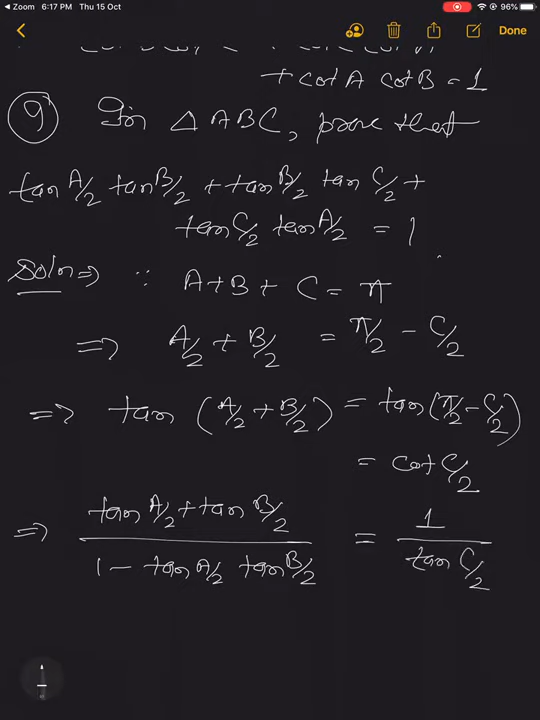 Zoom 6:17 PM Thu 15 Oct 96%
Done
+ cot A cot B = 1
9 In △ ABC, prove that
tan A/2 tan B/2 + tan B/2 tan C/2 +
tan C/2 tan A/2 = 1
Soln ⇒ ∵ A + B + C = π
⇒ A/2 + B/2 = π/2 - C/2
⇒ tan (A/2 + B/2) = tan (π/2 - C/2)
= cot C/2
⇒ tan A/2 + tan B/2 / 1 - tan A/2 tan B/2 = 1 / tan C/2